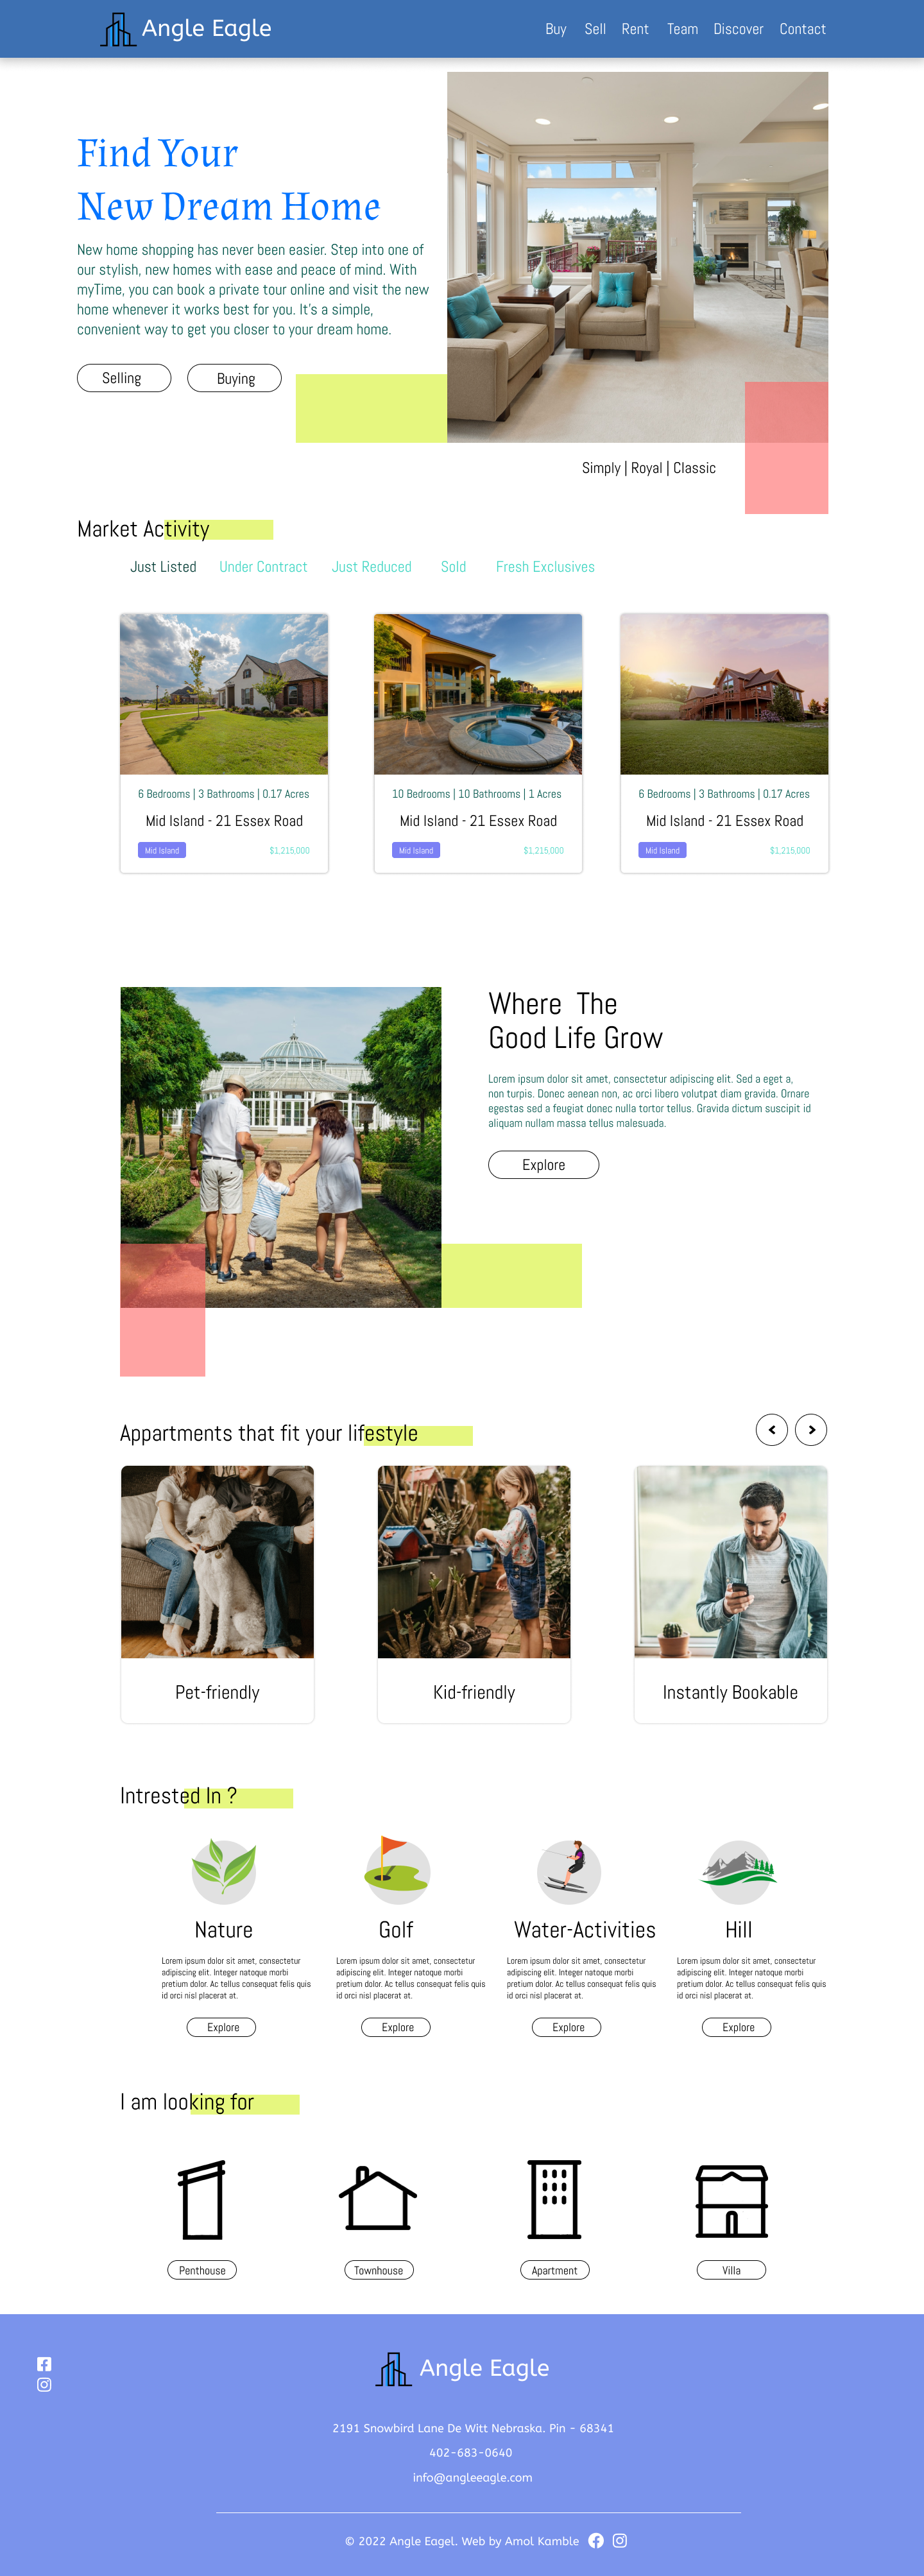 Angle Eagle
Buy Sell Rent Team Discover Contact
Find Your
New Dream Home
New home shopping has never been easier. Step into one of
our stylish, new homes with ease and peace of mind. With
myTime, you can book a private tour online and visit the new
home whenever it works best for you. It's a simple,
convenient way to get you closer to your dream home.
Selling Buying
Simply | Royal | Classic
Market Activity
Just Listed Under Contract Just Reduced Sold Fresh Exclusives
6 Bedrooms | 3 Bathrooms | 0.17 Acres
Mid Island - 21 Essex Road
Mid Island $1,215,000
10 Bedrooms | 10 Bathrooms | 1 Acres
Mid Island - 21 Essex Road
Mid Island $1,215,000
6 Bedrooms | 3 Bathrooms | 0.17 Acres
Mid Island - 21 Essex Road
Mid Island $1,215,000
Where The
Good Life Grow
Lorem ipsum dolor sit amet, consectetur adipiscing elit. Sed a eget a,
non turpis. Donec aenean non, ac orci libero volutpat diam gravida. Ornare
egestas sed a feugiat donec nulla tortor tellus. Gravida dictum suscipit id
aliquam nullam massa tellus malesuada.
Explore
Appartments that fit your lifestyle
Pet-friendly
Kid-friendly
Instantly Bookable
Intrested In ?
Nature
Lorem ipsum dolor sit amet, consectetur
adipiscing elit. Integer natoque morbi
pretium dolor. Ac tellus consequat felis quis
id orci nisl placerat at.
Explore
Golf
Lorem ipsum dolor sit amet, consectetur
adipiscing elit. Integer natoque morbi
pretium dolor. Ac tellus consequat felis quis
id orci nisl placerat at.
Explore
Water-Activities
Lorem ipsum dolor sit amet, consectetur
adipiscing elit. Integer natoque morbi
pretium dolor. Ac tellus consequat felis quis
id orci nisl placerat at.
Explore
Hill
Lorem ipsum dolor sit amet, consectetur
adipiscing elit. Integer natoque morbi
pretium dolor. Ac tellus consequat felis quis
id orci nisl placerat at.
Explore
I am looking for
Penthouse
Townhouse
Apartment
Villa
Angle Eagle
2191 Snowbird Lane De Witt Nebraska. Pin - 68341
402-683-0640
info@angleeagle.com
© 2022 Angle Eagel. Web by Amol Kamble